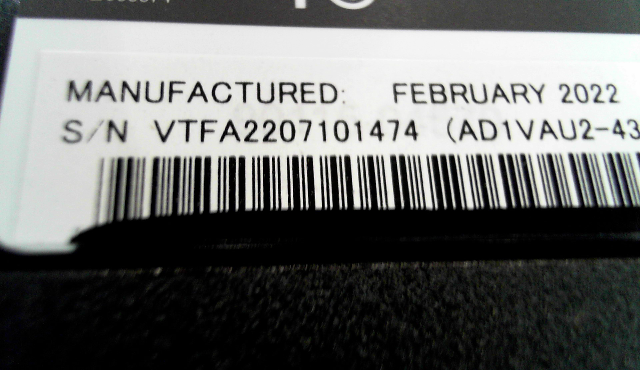 MANUFACTURED: FEBRUARY 2022
S/N VTFA2207101474 (AD1VAU2-43